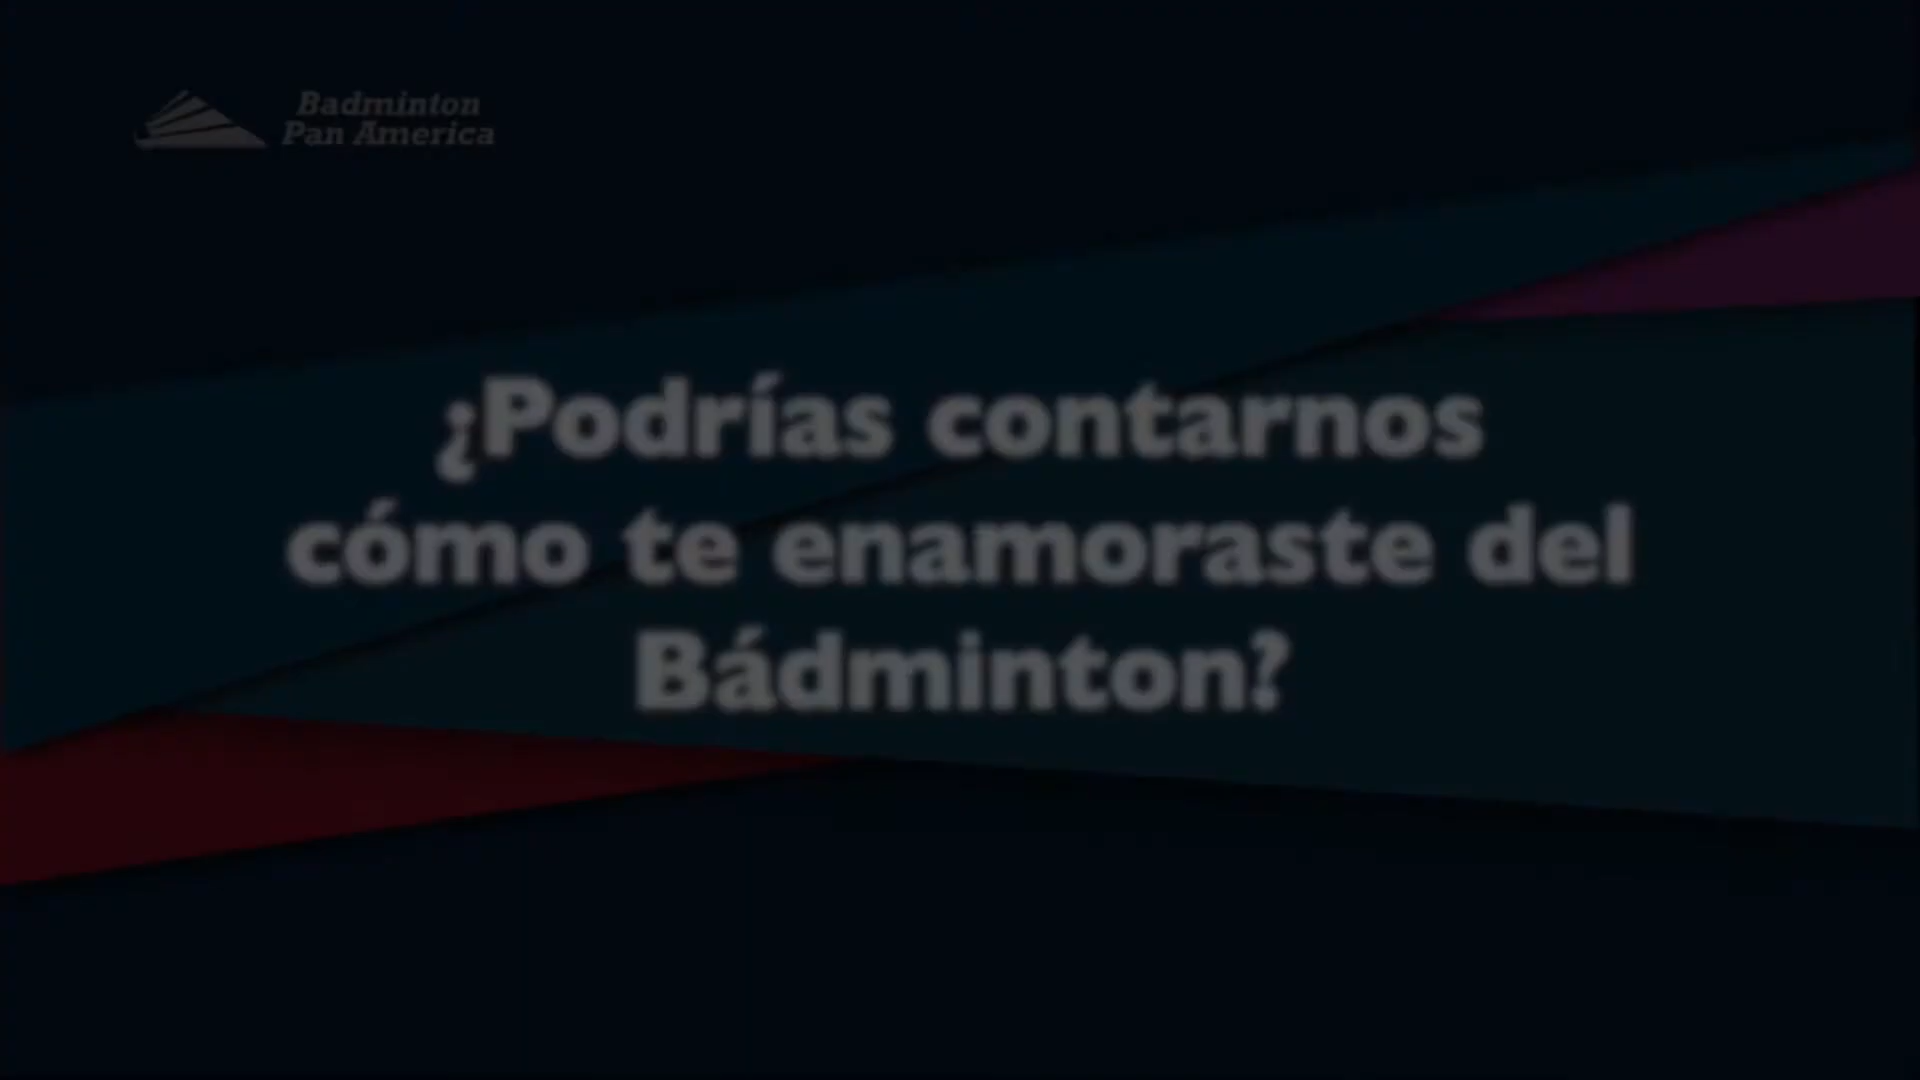 Badminton
Pan America
¿Podrías contarnos
cómo te enamoraste del
Bádminton?